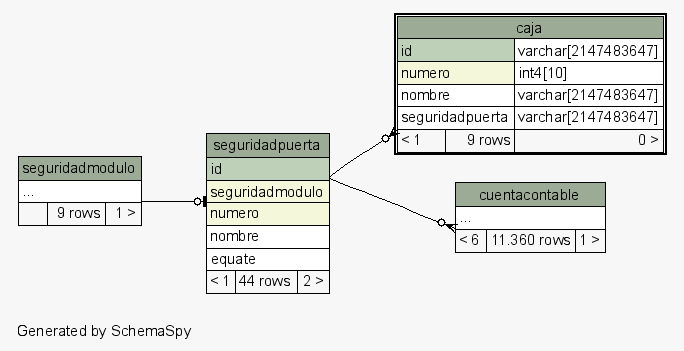 caja
id varchar[2147483647]
numero int4[10]
nombre varchar[2147483647]
seguridadpuerta varchar[2147483647]
< 1 9 rows 0 >
seguridadpuerta
id
seguridadmodulo
numero
nombre
equate
< 1 44 rows 2 >
seguridadmodulo
...
9 rows 1 >
cuentacontable
...
< 6 11.360 rows 1 >
Generated by SchemaSpy